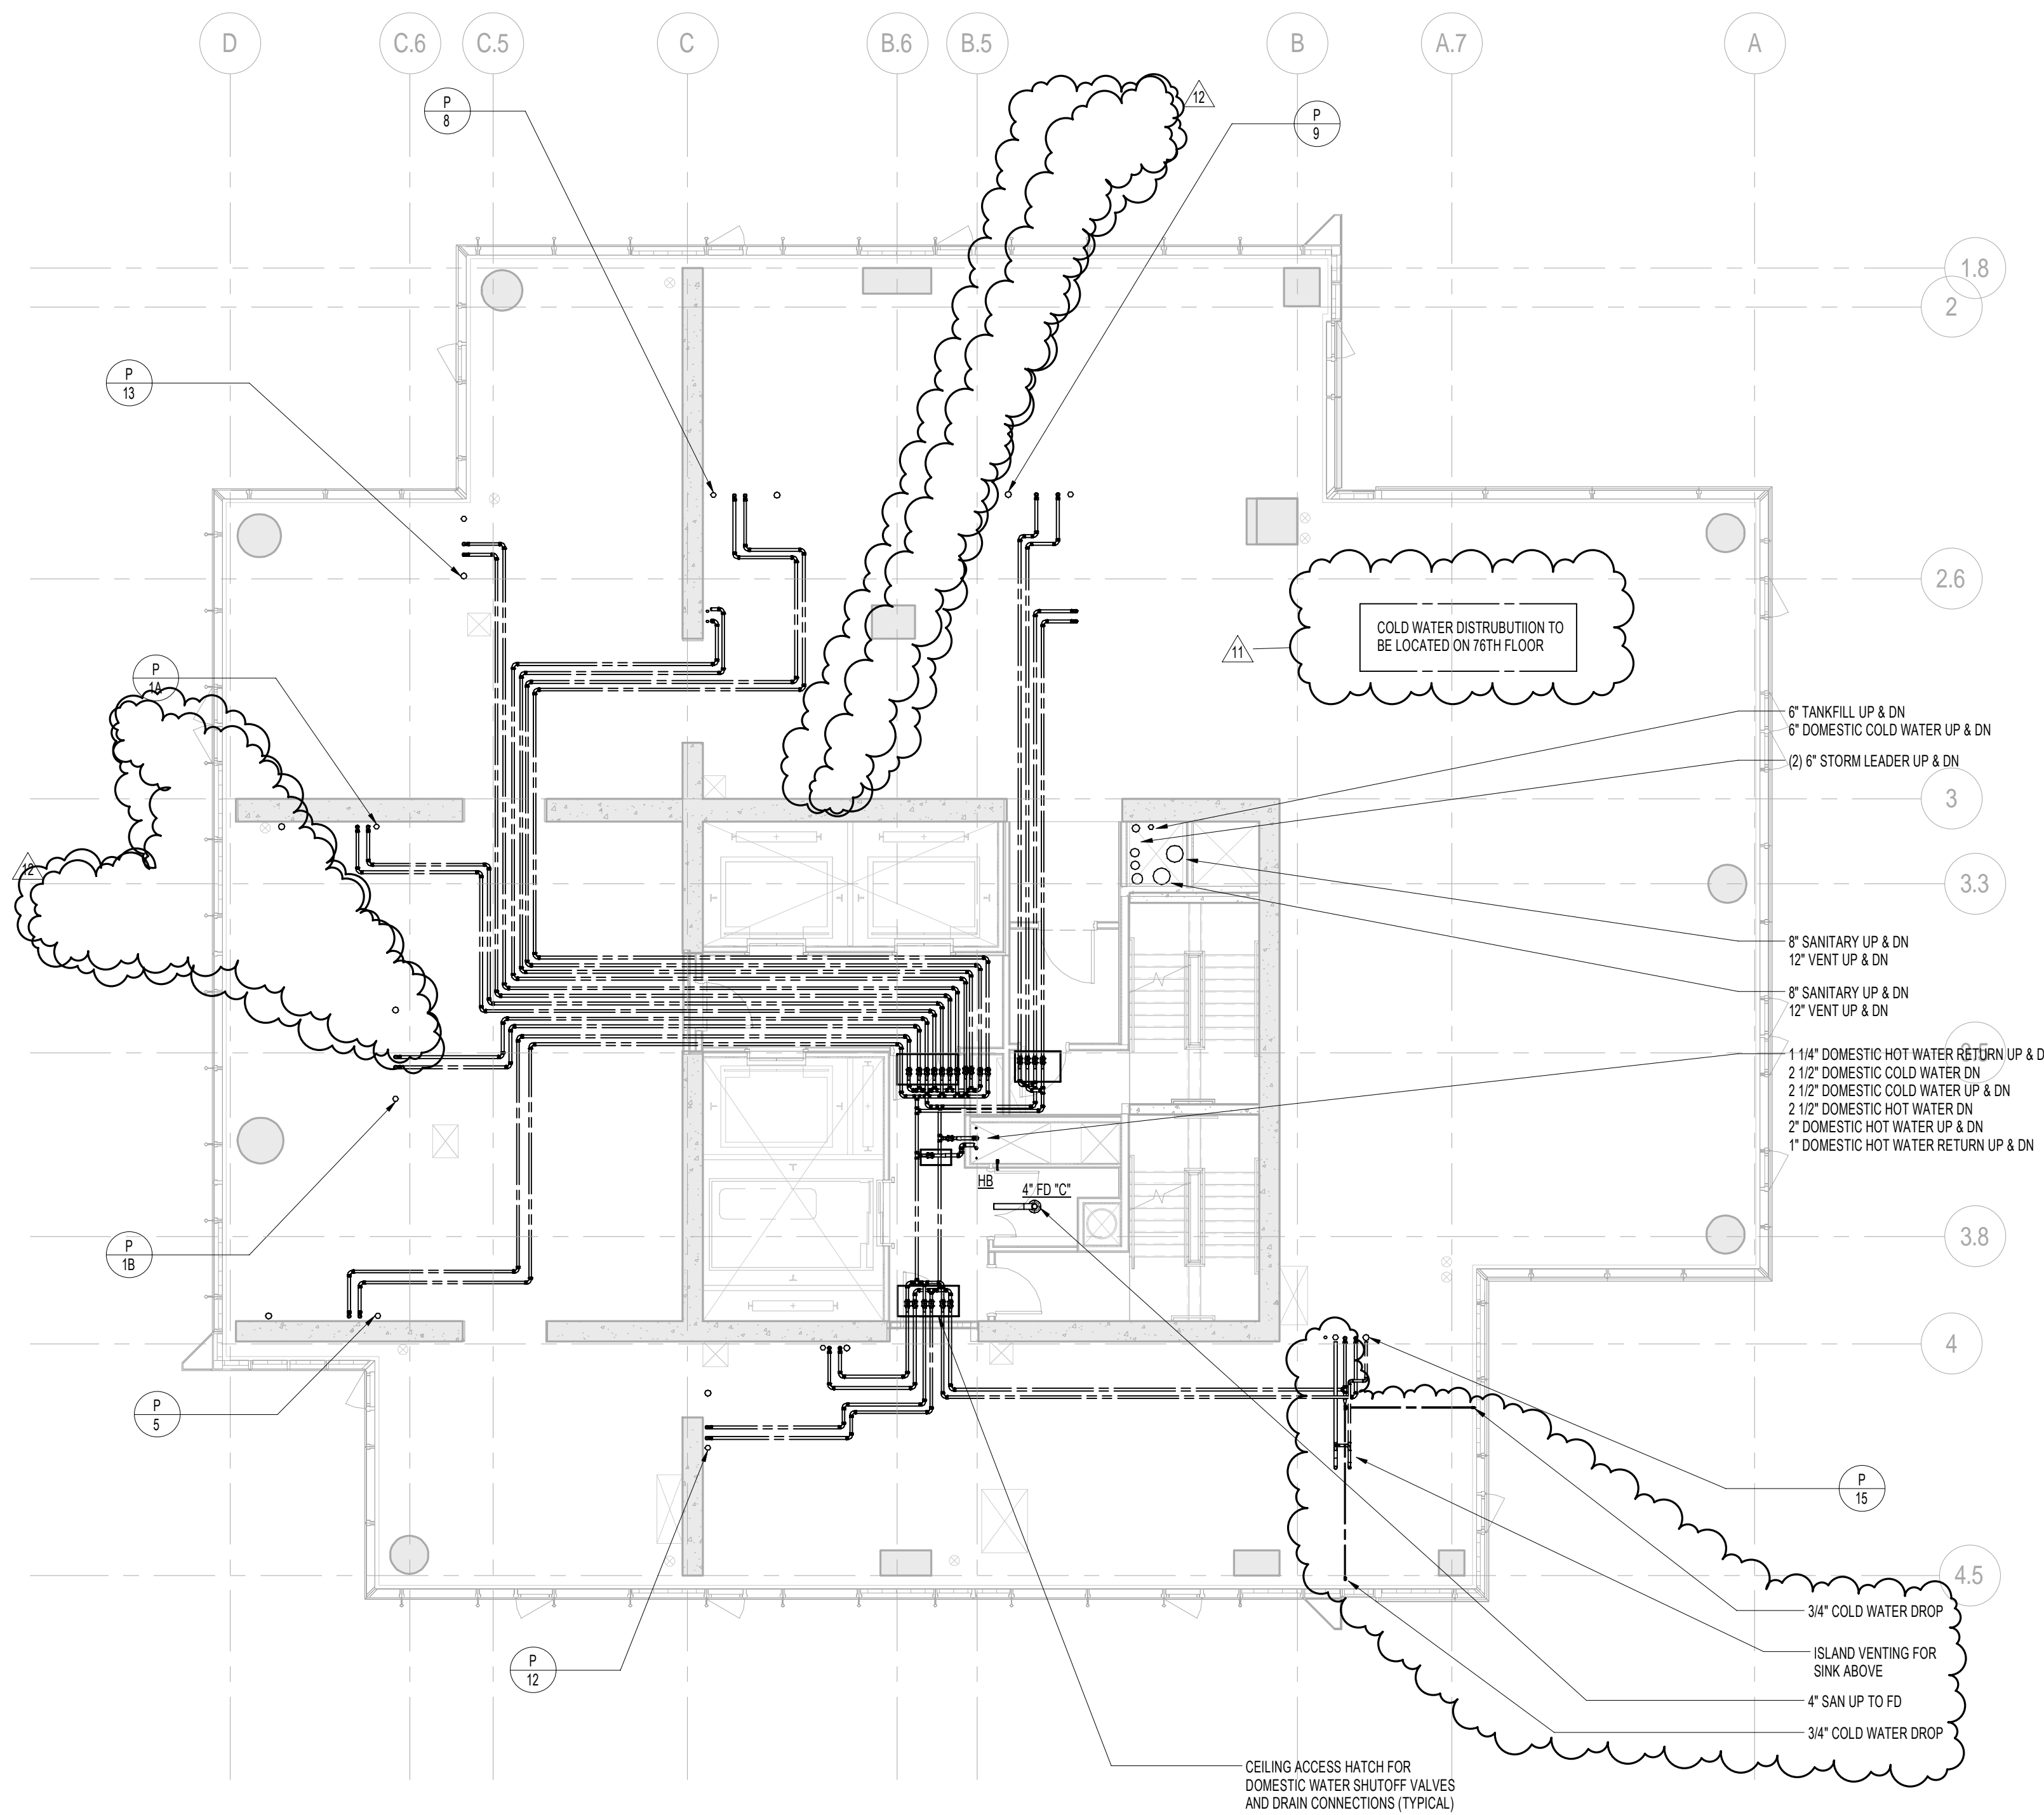 D
C.6
C.5
C
B.6
B.5
B
A.7
A
12
P
8
P
9
1.8
2
P
13
2.6
COLD WATER DISTRUBUTIION TO
BE LOCATED ON 76TH FLOOR
11
P
1A
6" TANKFILL UP & DN
6" DOMESTIC COLD WATER UP & DN
(2) 6" STORM LEADER UP & DN
3
12
3.3
8" SANITARY UP & DN
12" VENT UP & DN
8" SANITARY UP & DN
12" VENT UP & DN
3.5
1 1/4" DOMESTIC HOT WATER RETURN UP & D
2 1/2" DOMESTIC COLD WATER DN
2 1/2" DOMESTIC COLD WATER UP & DN
2 1/2" DOMESTIC HOT WATER DN
2" DOMESTIC HOT WATER UP & DN
1" DOMESTIC HOT WATER RETURN UP & DN
HB
4" FD "C"
3.8
P
1B
4
P
5
P
15
4.5
3/4" COLD WATER DROP
ISLAND VENTING FOR
SINK ABOVE
P
12
4" SAN UP TO FD
3/4" COLD WATER DROP
CEILING ACCESS HATCH FOR
DOMESTIC WATER SHUTOFF VALVES
AND DRAIN CONNECTIONS (TYPICAL)